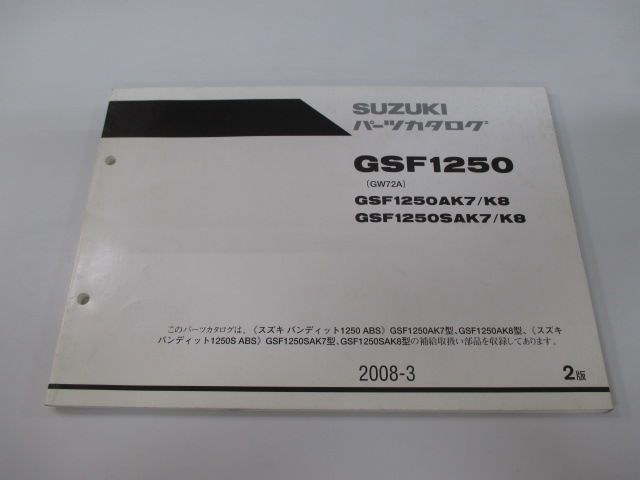 SUZUKI
パーツカタログ
GSF1250
(GW72A)
GSF1250AK7/K8
GSF1250SAK7/K8
このパーツカタログは、〈スズキ バンディット1250 ABS〉GSF1250AK7型、GSF1250AK8型、〈スズキ
バンディット1250S ABS〉GSF1250SAK7型、GSF1250SAK8型の補給取扱い部品を収録してあります。
2008-3
2版